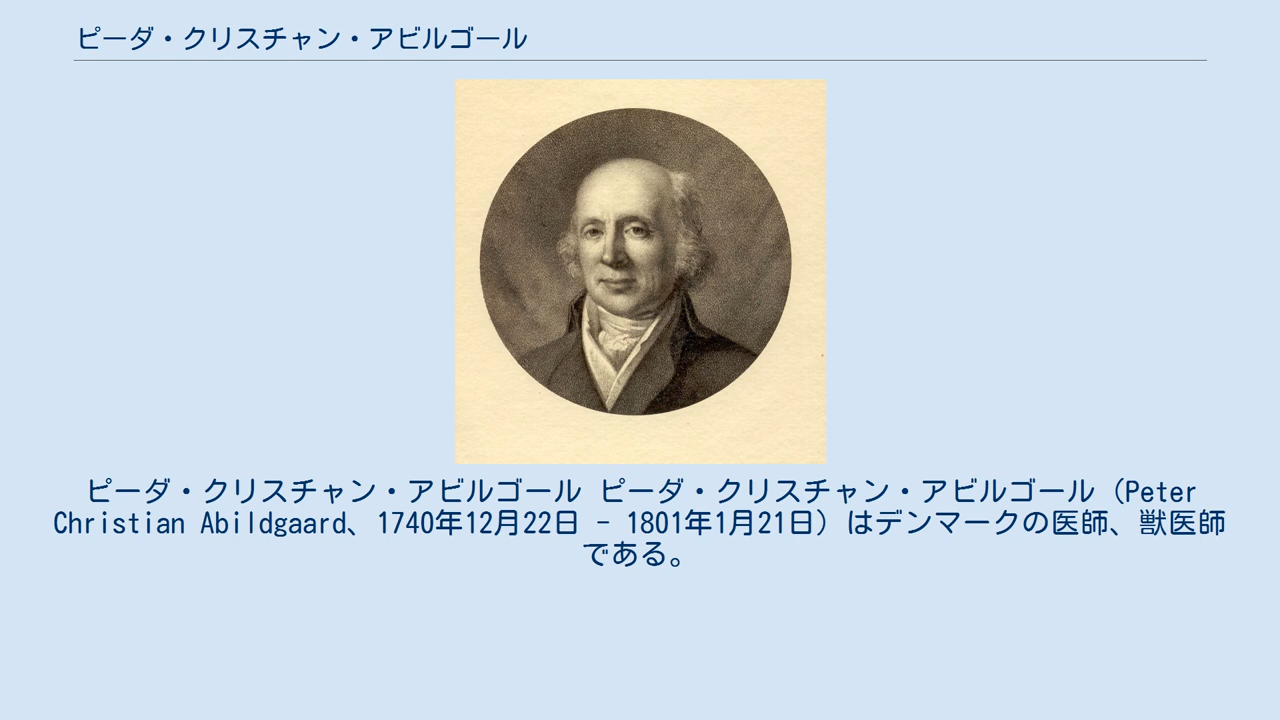 ピーダ・クリスチャン・アビルゴール
ピーダ・クリスチャン・アビルゴール ピーダ・クリスチャン・アビルゴール（Peter
Christian Abildgaard、1740年12月22日 - 1801年1月21日）はデンマークの医師、獣医師
である。